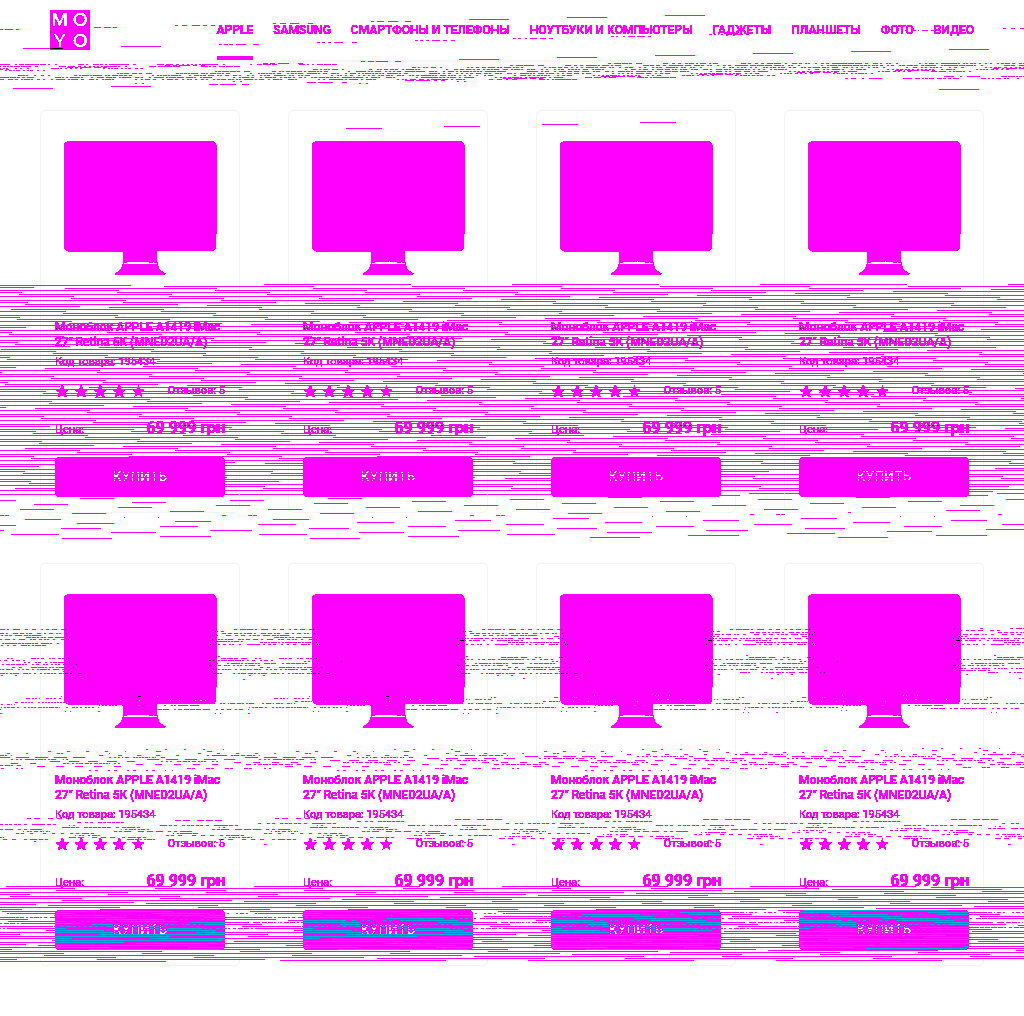 MO
YO
APPLE SAMSUNG СМАРТФОНЫ И ТЕЛЕФОНЫ НОУТБУКИ И КОМПЬЮТЕРЫ ГАДЖЕТЫ ПЛАНШЕТЫ ФОТО ВИДЕО
Моноблок APPLE A1419 iMac
27" Retina 5K (MNED2UA/A)
Код товара: 195434
Отзывов: 5
Цена: 69 999 грн
КУПИТЬ
Моноблок APPLE A1419 iMac
27" Retina 5K (MNED2UA/A)
Код товара: 195434
Отзывов: 5
Цена: 69 999 грн
КУПИТЬ
Моноблок APPLE A1419 iMac
27" Retina 5K (MNED2UA/A)
Код товара: 195434
Отзывов: 5
Цена: 69 999 грн
КУПИТЬ
Моноблок APPLE A1419 iMac
27" Retina 5K (MNED2UA/A)
Код товара: 195434
Отзывов: 5
Цена: 69 999 грн
КУПИТЬ
Моноблок APPLE A1419 iMac
27" Retina 5K (MNED2UA/A)
Код товара: 195434
Отзывов: 5
Цена: 69 999 грн
КУПИТЬ
Моноблок APPLE A1419 iMac
27" Retina 5K (MNED2UA/A)
Код товара: 195434
Отзывов: 5
Цена: 69 999 грн
КУПИТЬ
Моноблок APPLE A1419 iMac
27" Retina 5K (MNED2UA/A)
Код товара: 195434
Отзывов: 5
Цена: 69 999 грн
КУПИТЬ
Моноблок APPLE A1419 iMac
27" Retina 5K (MNED2UA/A)
Код товара: 195434
Отзывов: 5
Цена: 69 999 грн
КУПИТЬ